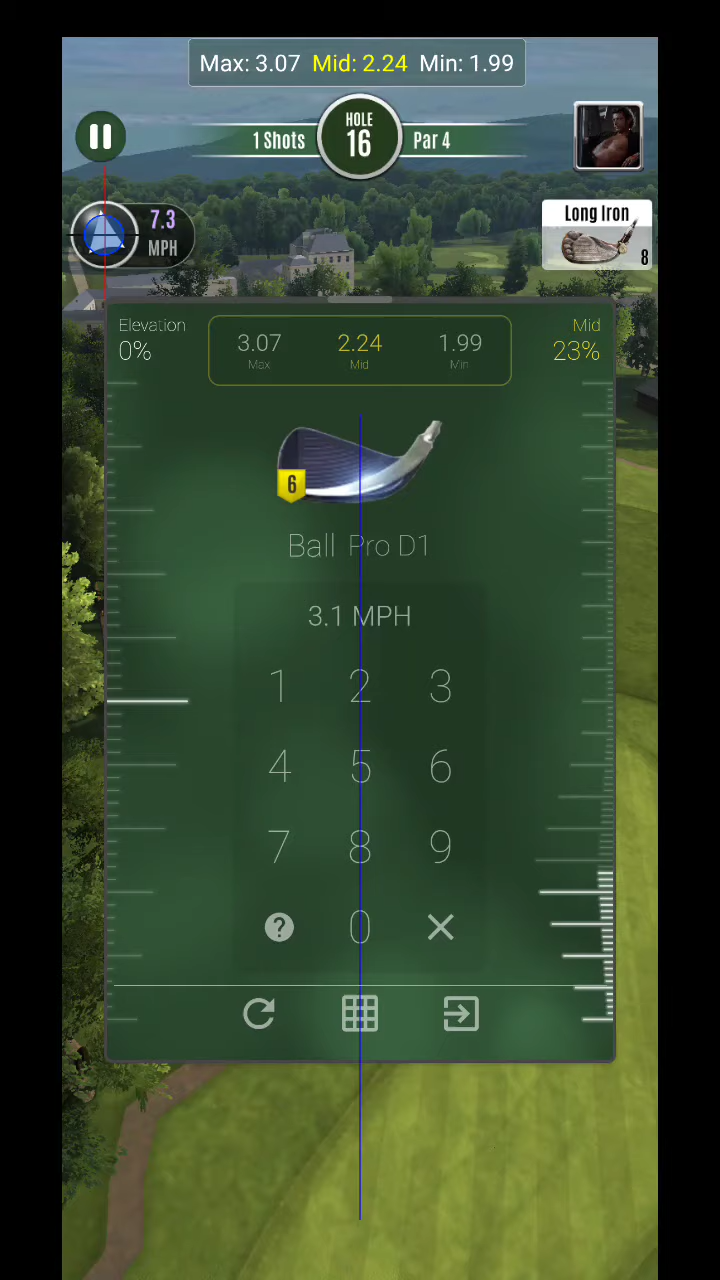 Max: 3.07 Mid: 2.24 Min: 1.99
HOLE
1 Shots 16 Par 4
7.3
MPH
Long Iron
8
Elevation
0%
3.07 2.24 1.99
Max Mid Min
Mid
23%
6
Ball Pro D1
3.1 MPH
1 2 3
4 5 6
7 8 9
? 0 ×